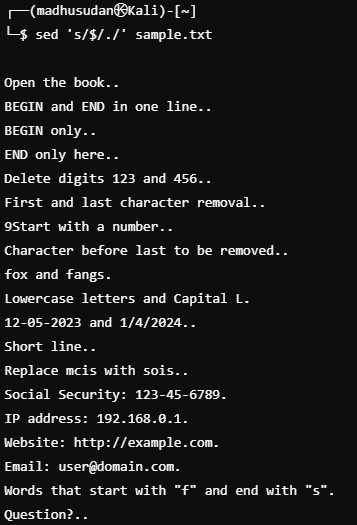 ┌──(madhusudan㉿Kali)-[~]
└─$ sed 's/$/./' sample.txt

Open the book..
BEGIN and END in one line..
BEGIN only..
END only here..
Delete digits 123 and 456..
First and last character removal..
9Start with a number..
Character before last to be removed..
fox and fangs.
Lowercase letters and Capital L.
12-05-2023 and 1/4/2024..
Short line..
Replace mcis with sois..
Social Security: 123-45-6789.
IP address: 192.168.0.1.
Website: http://example.com.
Email: user@domain.com.
Words that start with "f" and end with "s".
Question?..